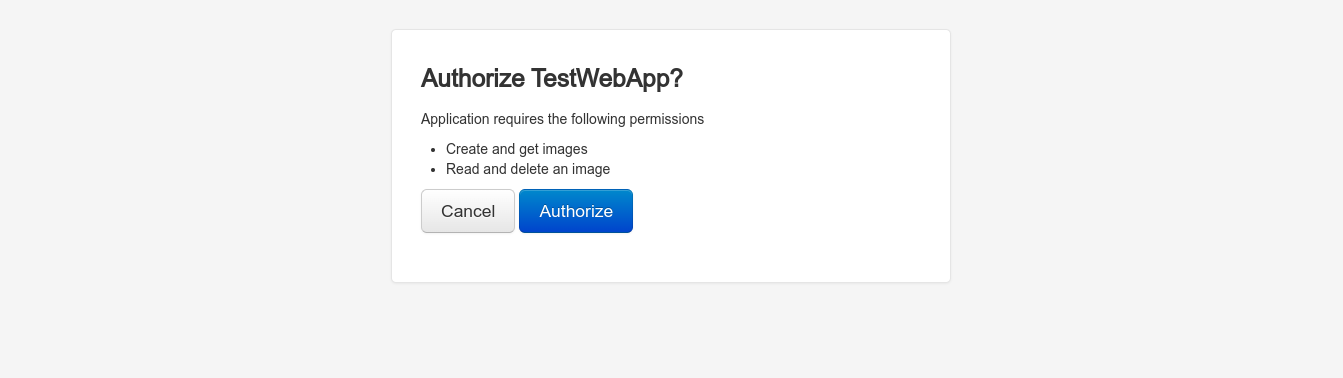 Authorize TestWebApp?
Application requires the following permissions
Create and get images
Read and delete an image
Cancel Authorize